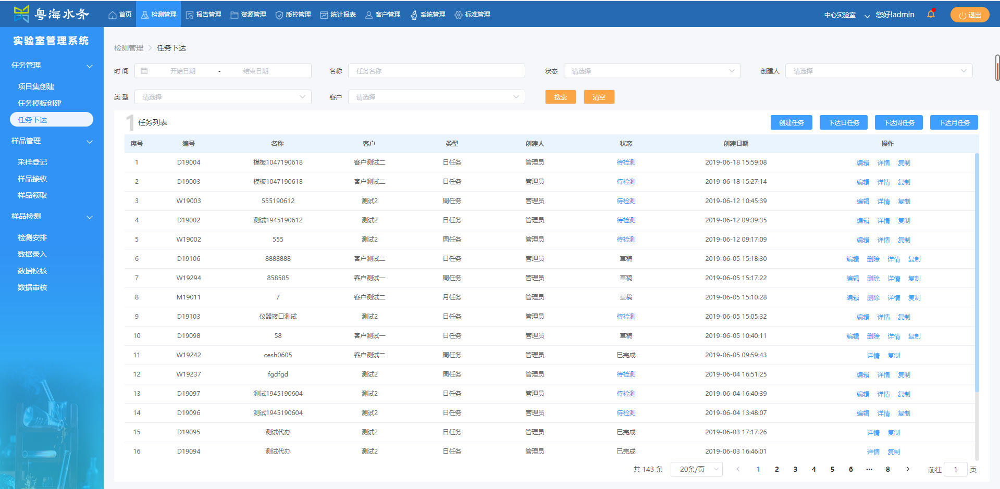 粤海水务 首页 检测管理 报告管理 资源管理 质控管理 统计报表 客户管理 系统管理 标准管理 中心实验室 您好!admin 退出
实验室管理系统
任务管理
项目集创建
任务模板创建
任务下达
样品管理
采样登记
样品接收
样品领取
样品检测
检测安排
数据录入
数据校核
数据审核
检测管理 > 任务下达
时间 开始日期 - 结束日期 名称 任务名称 状态 请选择 创建人 请选择
类型 请选择 客户 请选择 搜索 清空
1 任务列表 创建任务 下达日任务 下达周任务 下达月任务
序号 编号 名称 客户 类型 创建人 状态 创建日期 操作
1 D19004 模板1047190618 客户测试二 日任务 管理员 待检测 2019-06-18 15:59:08 编辑 详情 复制
2 D19003 模板1047190618 客户测试二 日任务 管理员 待检测 2019-06-18 15:27:14 编辑 详情 复制
3 W19003 555190612 测试2 周任务 管理员 待检测 2019-06-12 10:45:39 编辑 详情 复制
4 D19002 测试1945190612 测试2 日任务 管理员 待检测 2019-06-12 09:39:35 编辑 详情 复制
5 W19002 555 测试2 周任务 管理员 待检测 2019-06-12 09:17:09 编辑 详情 复制
6 D19106 8888888 客户测试二 日任务 管理员 草稿 2019-06-05 15:18:30 编辑 删除 详情 复制
7 W19294 858585 客户测试一 周任务 管理员 草稿 2019-06-05 15:17:22 编辑 删除 详情 复制
8 M19011 7 客户测试二 月任务 管理员 草稿 2019-06-05 15:10:28 编辑 删除 详情 复制
9 D19103 仪器接口测试 测试2 日任务 管理员 待检测 2019-06-05 15:05:32 编辑 详情 复制
10 D19098 58 客户测试一 日任务 管理员 草稿 2019-06-05 10:40:11 编辑 删除 详情 复制
11 W19242 cesh0605 客户测试二 周任务 管理员 已完成 2019-06-05 09:59:43 详情 复制
12 W19237 fgdfgd 测试2 周任务 管理员 待检测 2019-06-04 16:51:25 编辑 详情 复制
13 D19097 测试1945190604 测试2 日任务 管理员 待检测 2019-06-04 16:40:39 编辑 详情 复制
14 D19096 测试1945190604 测试2 日任务 管理员 待检测 2019-06-04 13:48:07 编辑 详情 复制
15 D19095 测试代办 测试2 日任务 管理员 已完成 2019-06-03 17:17:26 详情 复制
16 D19094 测试代办 测试2 日任务 管理员 已完成 2019-06-03 16:46:01 详情 复制
共 143 条 20条/页 < 1 2 3 4 5 6 ··· 8 > 前往 1 页